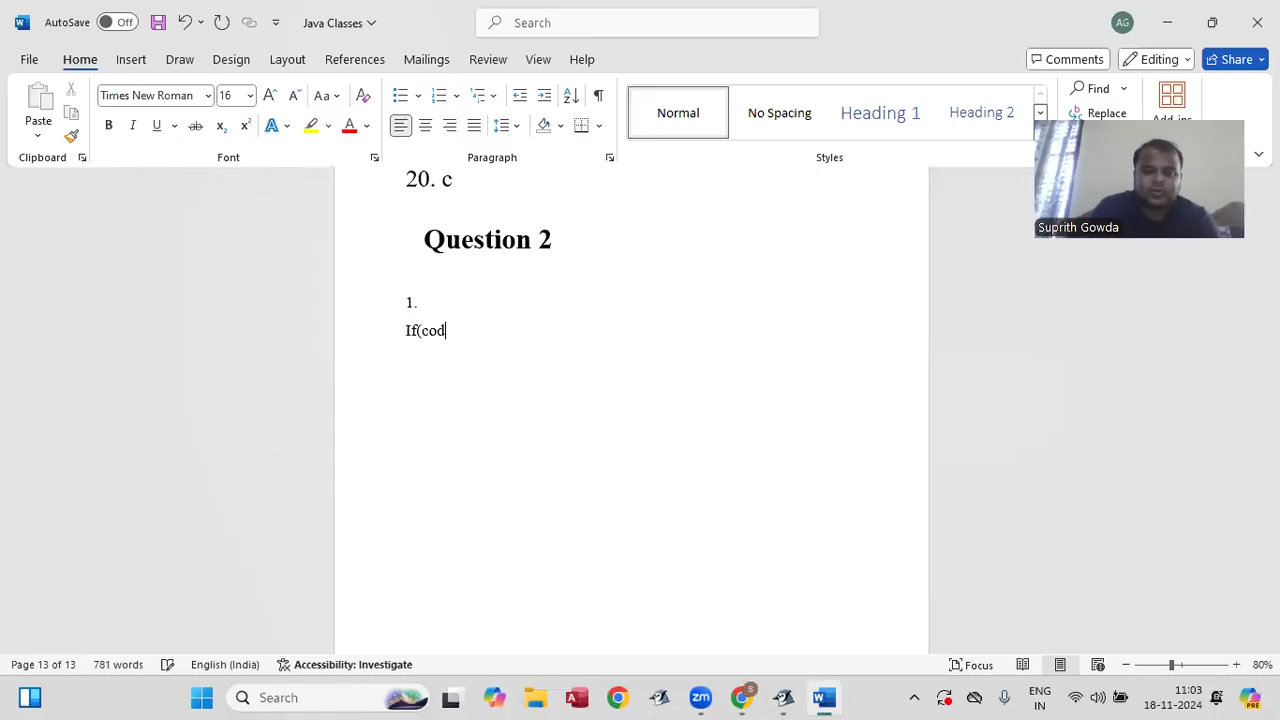 AutoSave Off Java Classes Search AG
File Home Insert Draw Design Layout References Mailings Review View Help Comments Editing Share
Paste Times New Roman 16 Aa Normal No Spacing Heading 1 Heading 2 Find Replace
Clipboard Font Paragraph Styles
20. c
Suprith Gowda
Question 2
1.
If(cod
Page 13 of 13 781 words English (India) Accessibility: Investigate Focus 80%
Search ENG IN 11:03 18-11-2024